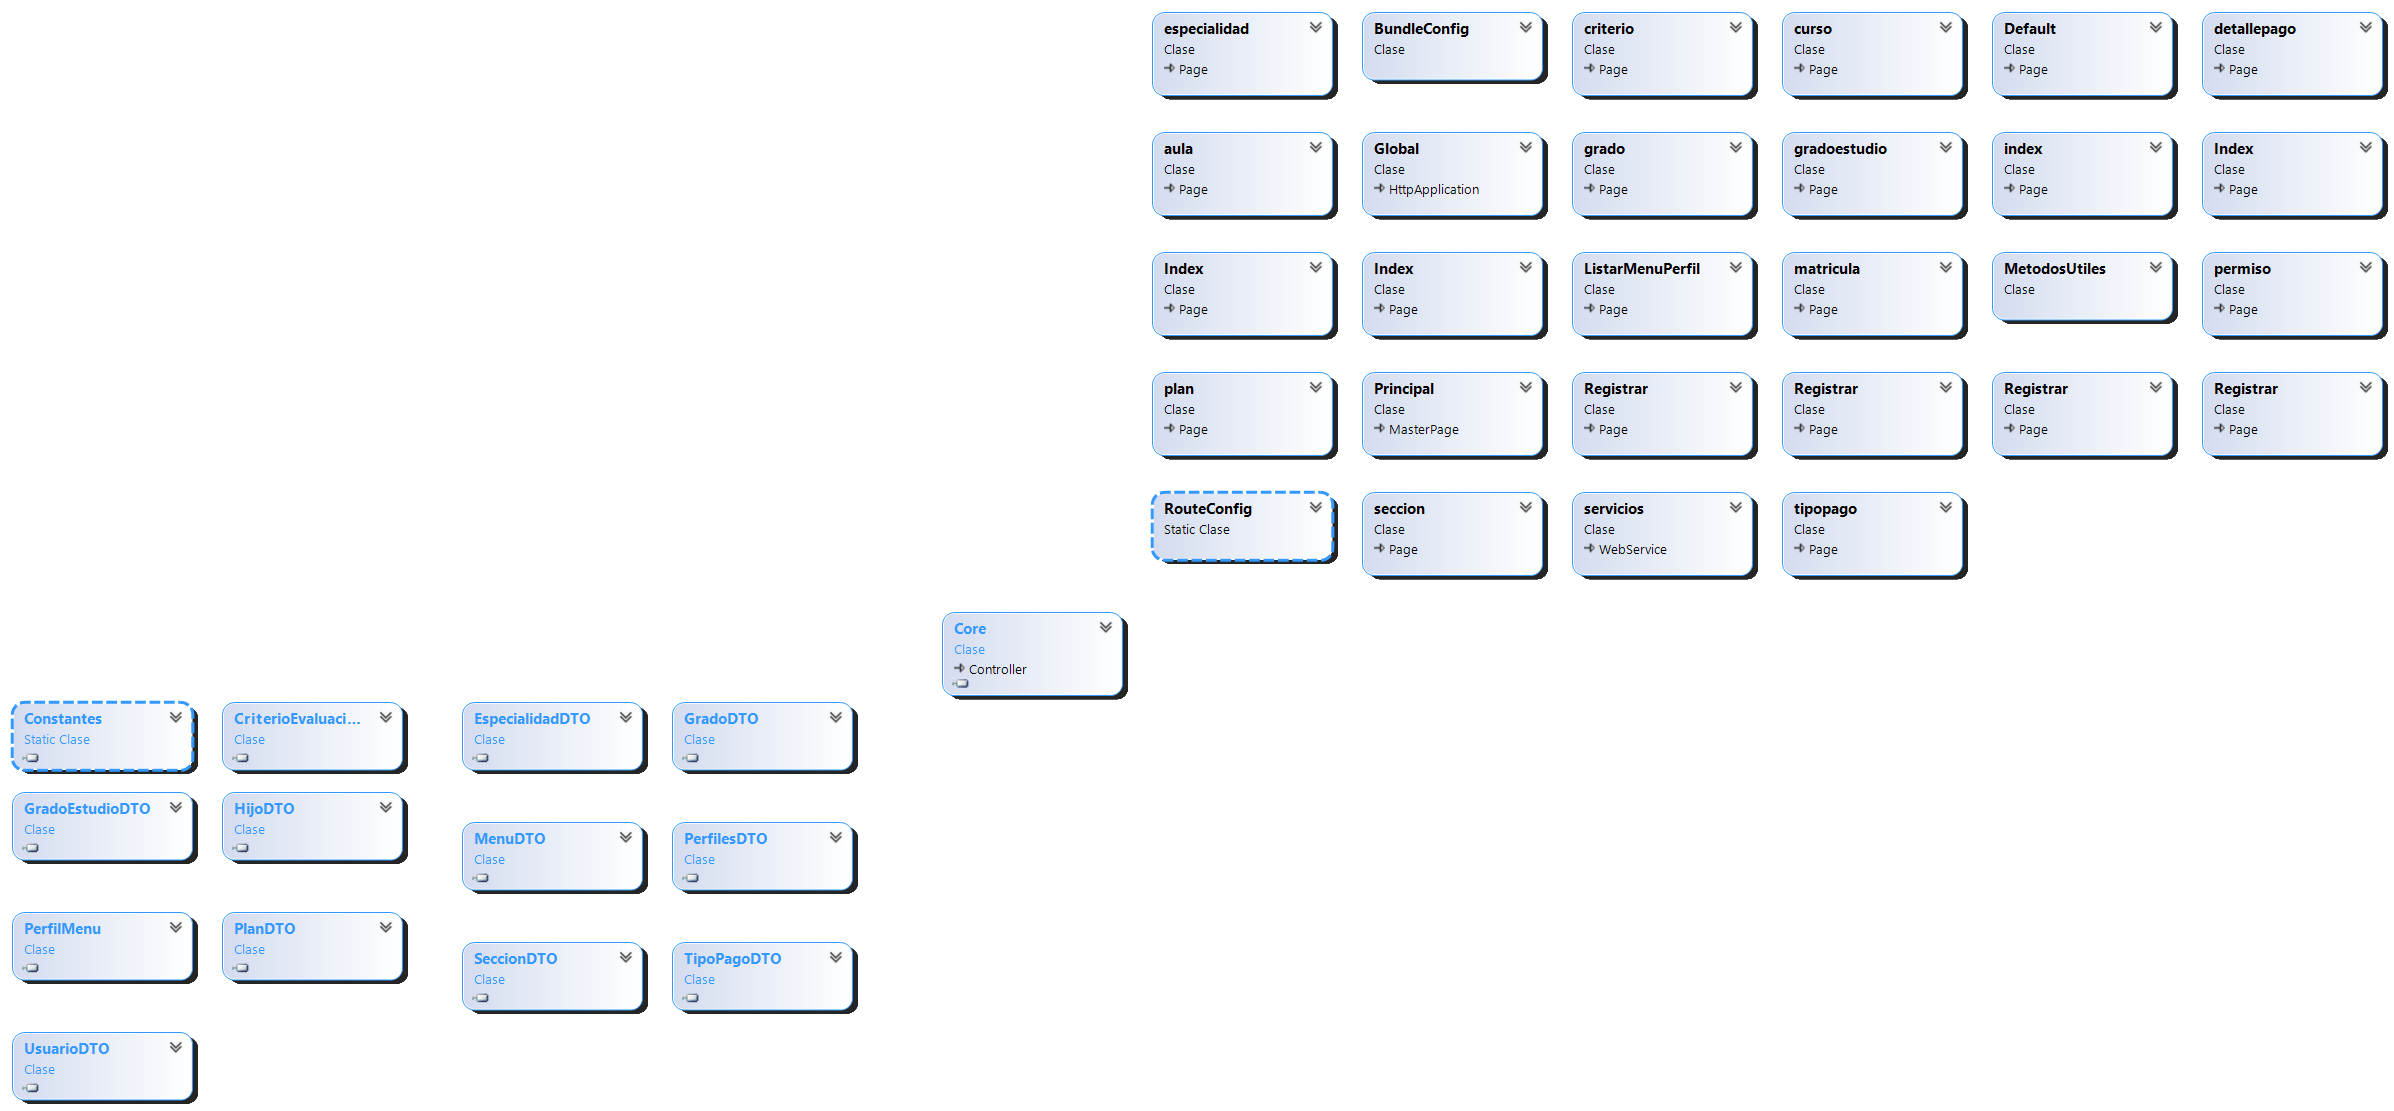 especialidad
Clase
Page
BundleConfig
Clase
criterio
Clase
Page
curso
Clase
Page
Default
Clase
Page
detallepago
Clase
Page
aula
Clase
Page
Global
Clase
HttpApplication
grado
Clase
Page
gradoestudio
Clase
Page
index
Clase
Page
Index
Clase
Page
Index
Clase
Page
Index
Clase
Page
ListarMenuPerfil
Clase
Page
matricula
Clase
Page
MetodosUtiles
Clase
permiso
Clase
Page
plan
Clase
Page
Principal
Clase
MasterPage
Registrar
Clase
Page
Registrar
Clase
Page
Registrar
Clase
Page
Registrar
Clase
Page
RouteConfig
Static Clase
seccion
Clase
Page
servicios
Clase
WebService
tipopago
Clase
Page
Core
Clase
Controller
Constantes
Static Clase
CriterioEvaluaci...
Clase
EspecialidadDTO
Clase
GradoDTO
Clase
GradoEstudioDTO
Clase
HijoDTO
Clase
MenuDTO
Clase
PerfilesDTO
Clase
PerfilMenu
Clase
PlanDTO
Clase
SeccionDTO
Clase
TipoPagoDTO
Clase
UsuarioDTO
Clase